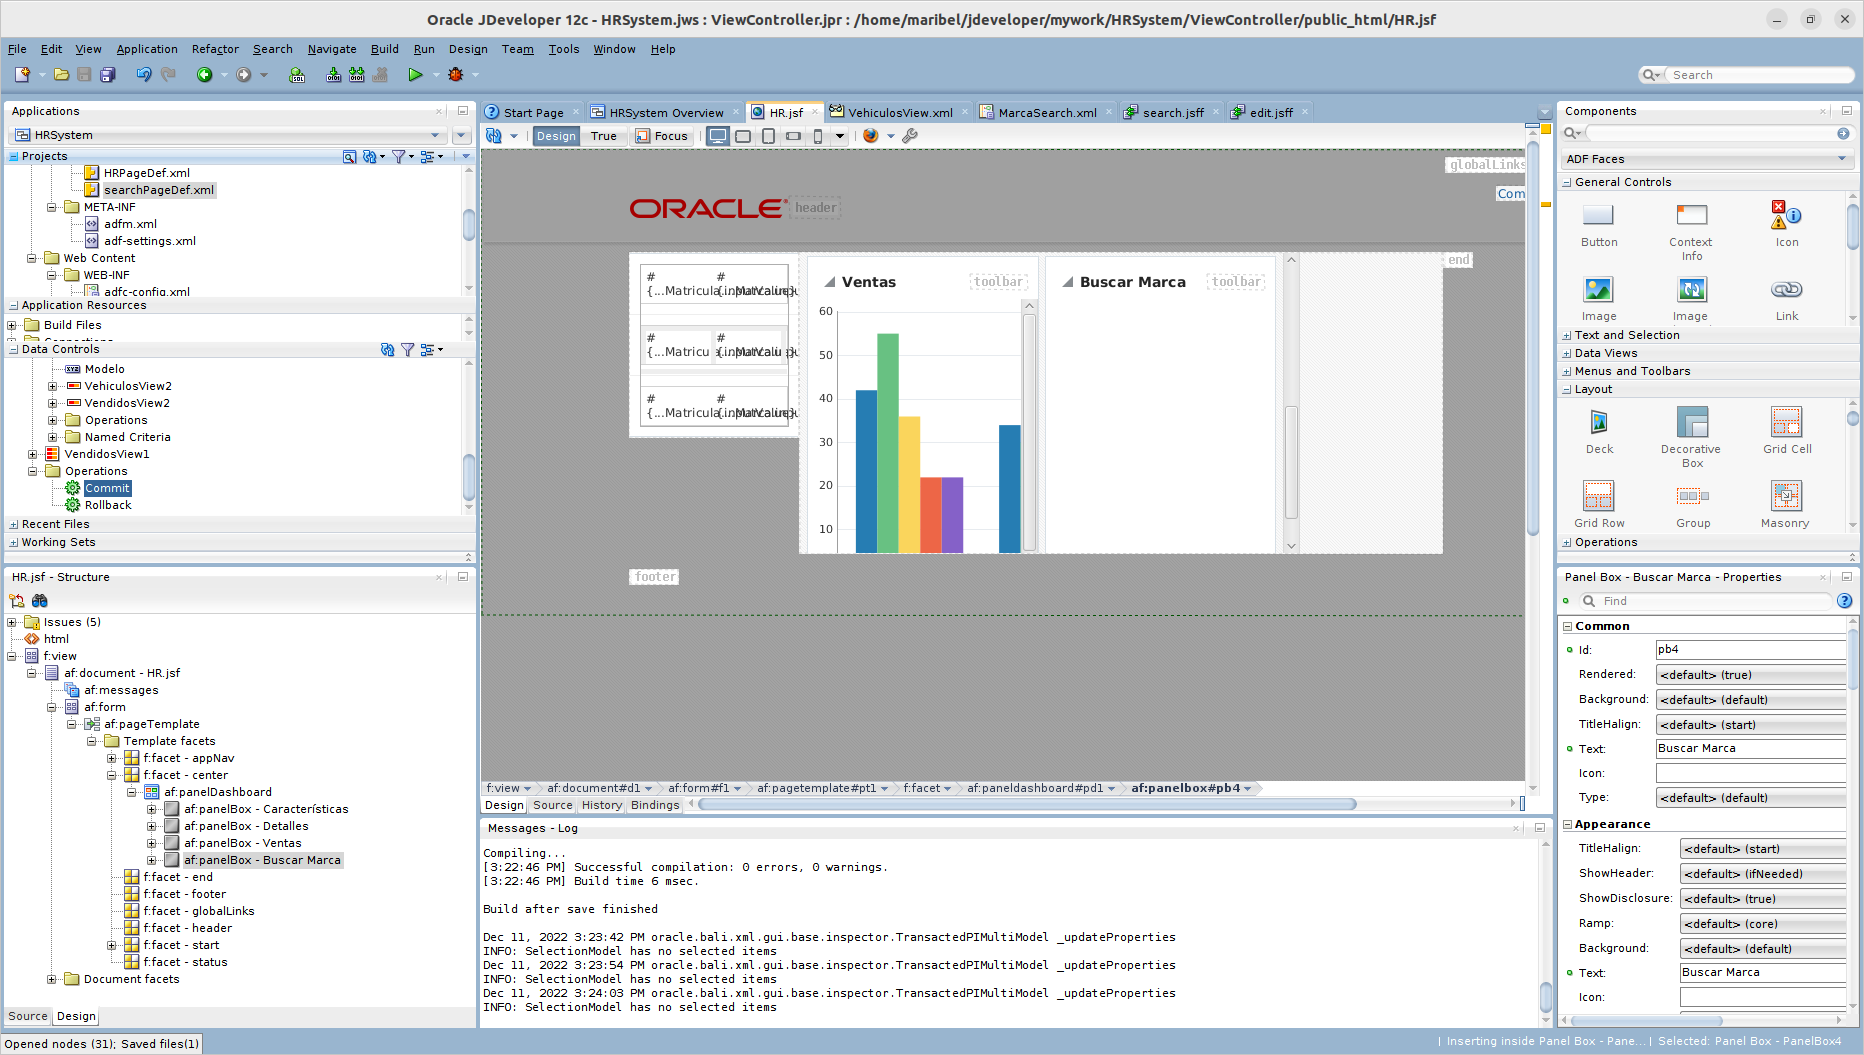 Oracle JDeveloper 12c - HRSystem.jws : ViewController.jpr : /home/maribel/jdeveloper/mywork/HRSystem/ViewController/public_html/HR.jsf
File Edit View Application Refactor Search Navigate Build Run Design Team Tools Window Help
Search
Applications
HRSystem
Projects
HRPageDef.xml
searchPageDef.xml
META-INF
adfm.xml
adf-settings.xml
Web Content
WEB-INF
adfc-config.xml
Application Resources
Build Files
Connections
Data Controls
Modelo
VehiculosView2
VendidosView2
Operations
Named Criteria
VendidosView1
Operations
Commit
Rollback
Recent Files
Working Sets
HR.jsf - Structure
Issues (5)
html
f:view
af:document - HR.jsf
af:messages
af:form
af:pageTemplate
Template facets
f:facet - appNav
f:facet - center
af:panelDashboard
af:panelBox - Características
af:panelBox - Detalles
af:panelBox - Ventas
af:panelBox - Buscar Marca
f:facet - end
f:facet - footer
f:facet - globalLinks
f:facet - header
f:facet - start
f:facet - status
Document facets
Source Design
Opened nodes (31); Saved files(1)
Start Page HRSystem Overview HR.jsf VehiculosView.xml MarcaSearch.xml search.jsff edit.jsff
Design True Focus
globalLinks
Com
ORACLE header
end
# #
{...Matricula.inputValue}
# #
{...Matricu
# #
{...Matricula.inputValue}
Ventas toolbar
60
50
40
30
20
10
Buscar Marca toolbar
footer
f:view af:document#d1 af:form#f1 af:pagetemplate#pt1 f:facet af:paneldashboard#pd1 af:panelbox#pb4
Design Source History Bindings
Messages - Log
Compiling...
[3:22:46 PM] Successful compilation: 0 errors, 0 warnings.
[3:22:46 PM] Build time 6 msec.
Build after save finished
Dec 11, 2022 3:23:42 PM oracle.bali.xml.gui.base.inspector.TransactedPIMultiModel _updateProperties
INFO: SelectionModel has no selected items
Dec 11, 2022 3:23:54 PM oracle.bali.xml.gui.base.inspector.TransactedPIMultiModel _updateProperties
INFO: SelectionModel has no selected items
Dec 11, 2022 3:24:03 PM oracle.bali.xml.gui.base.inspector.TransactedPIMultiModel _updateProperties
INFO: SelectionModel has no selected items
Components
ADF Faces
General Controls
Button Context Info Icon
Image Image Link
Text and Selection
Data Views
Menus and Toolbars
Layout
Deck Decorative Box Grid Cell
Grid Row Group Masonry
Operations
Panel Box - Buscar Marca - Properties
Find
Common
Id: pb4
Rendered: <default> (true)
Background: <default> (default)
TitleHalign: <default> (start)
Text: Buscar Marca
Icon:
Type: <default> (default)
Appearance
TitleHalign: <default> (start)
ShowHeader: <default> (ifNeeded)
ShowDisclosure: <default> (true)
Ramp: <default> (core)
Background: <default> (default)
Text: Buscar Marca
Icon:
| Inserting inside Panel Box - Pane... | Selected: Panel Box - PanelBox4